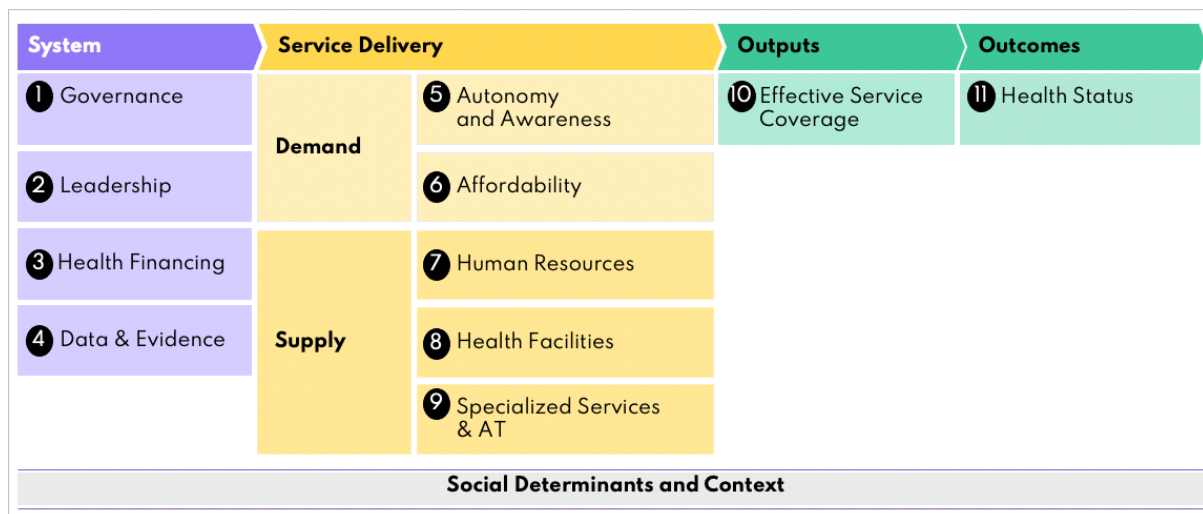 System
Service Delivery
Outputs
Outcomes
1 Governance
2 Leadership
3 Health Financing
4 Data & Evidence
Demand
5 Autonomy
and Awareness
6 Affordability
Supply
7 Human Resources
8 Health Facilities
9 Specialized Services
& AT
10 Effective Service
Coverage
11 Health Status
Social Determinants and Context